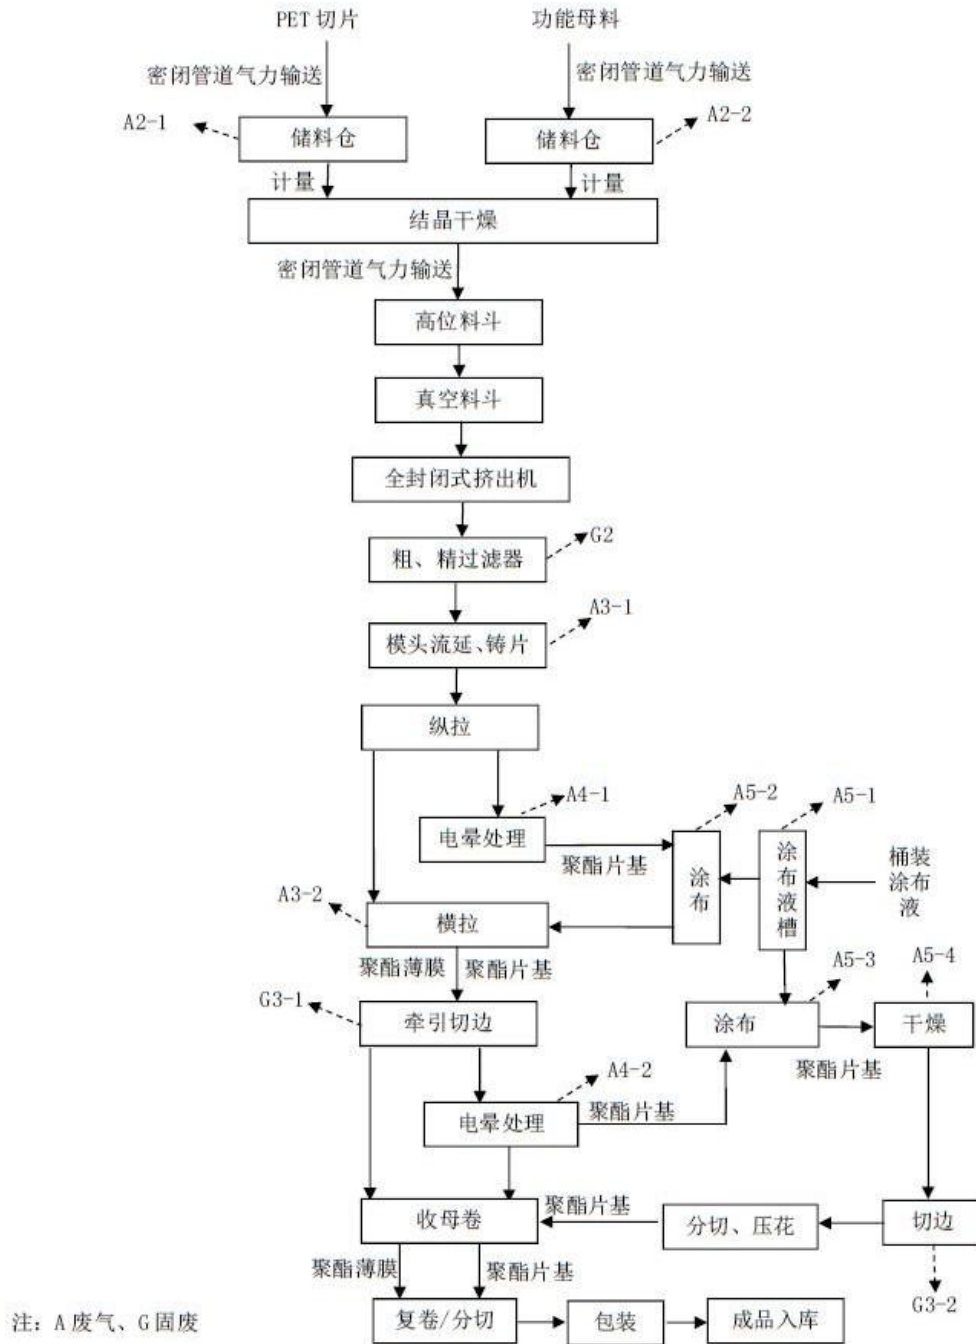 PET 切片
功能母料
密闭管道气力输送
密闭管道气力输送
A2-1
A2-2
储料仓
储料仓
计量
计量
结晶干燥
密闭管道气力输送
高位料斗
真空料斗
全封闭式挤出机
G2
粗、精过滤器
A3-1
模头流延、铸片
纵拉
A4-1
A5-2
A5-1
电晕处理
聚酯片基
涂布
涂布液槽
桶装
涂布
液
A3-2
横拉
聚酯薄膜
聚酯片基
A5-3
A5-4
G3-1
牵引切边
涂布
干燥
聚酯片基
A4-2
电晕处理
聚酯片基
收母卷
聚酯片基
分切、压花
切边
聚酯薄膜
聚酯片基
G3-2
注：A 废气、G 固废
复卷/分切
包装
成品入库